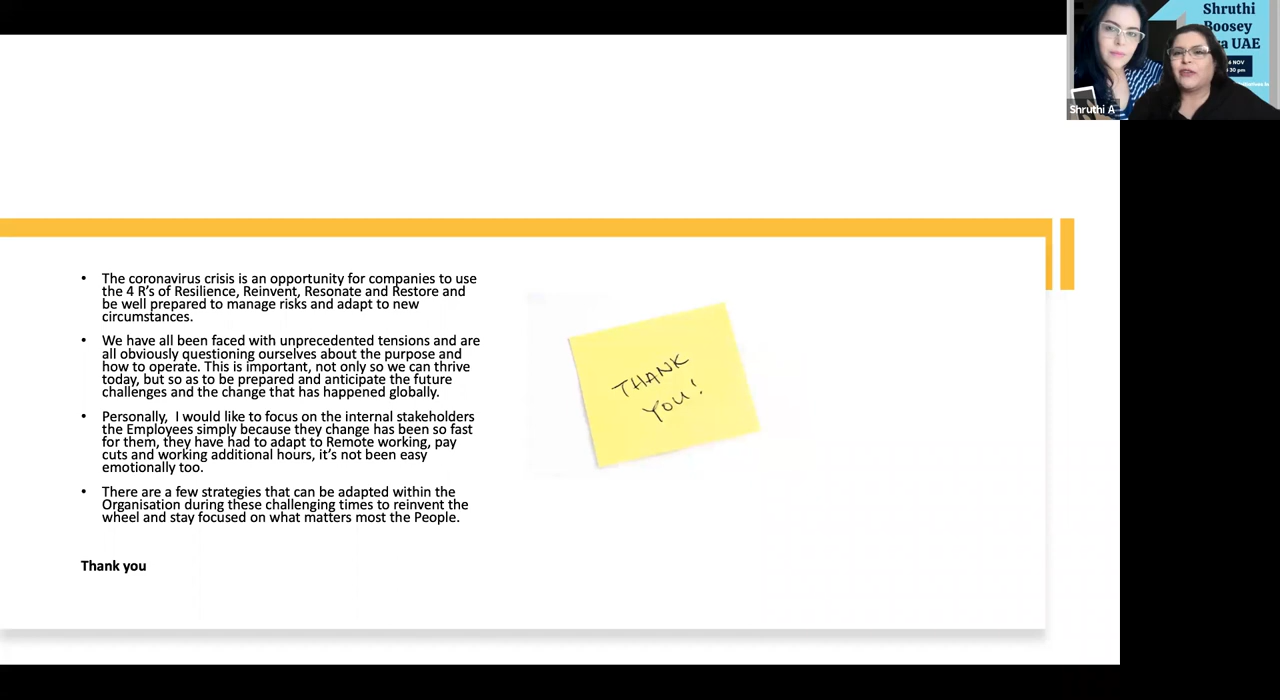 Shruthi
Boosey
UAE
NOV
30 pm
Shruthi A
• The coronavirus crisis is an opportunity for companies to use
the 4 R's of Resilience, Reinvent, Resonate and Restore and
be well prepared to manage risks and adapt to new
circumstances.
• We have all been faced with unprecedented tensions and are
all obviously questioning ourselves about the purpose and
how to operate. This is important, not only so we can thrive
today, but so as to be prepared and anticipate the future
challenges and the change that has happened globally.
• Personally,  I would like to focus on the internal stakeholders
the Employees simply because they change has been so fast
for them, they have had to adapt to Remote working, pay
cuts and working additional hours, it's not been easy
emotionally too.
• There are a few strategies that can be adapted within the
Organisation during these challenging times to reinvent the
wheel and stay focused on what matters most the People.
Thank you
THANK
YOU!